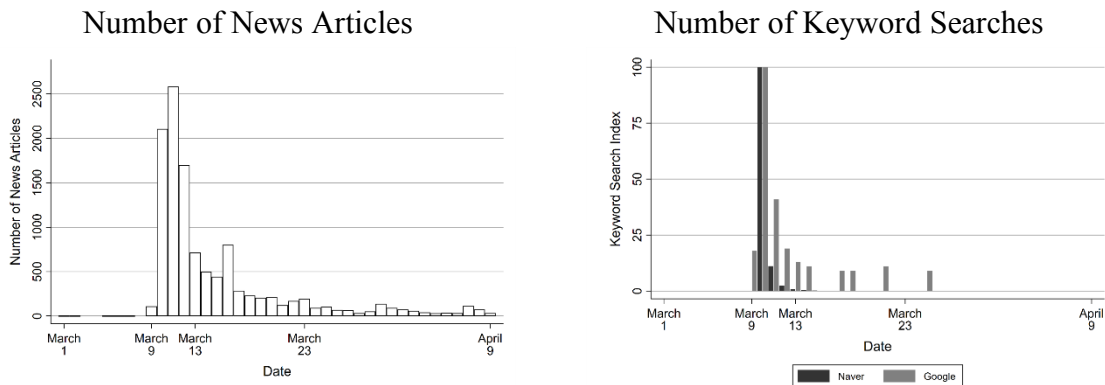 Number of News Articles
Number of Keyword Searches
Number of News Articles
2500
2000
1500
1000
500
0
March
1
March
9
March
13
March
23
April
9
Date
Keyword Search Index
100
75
50
25
0
March
1
March
9
March
13
March
23
April
9
Date
Naver
Google